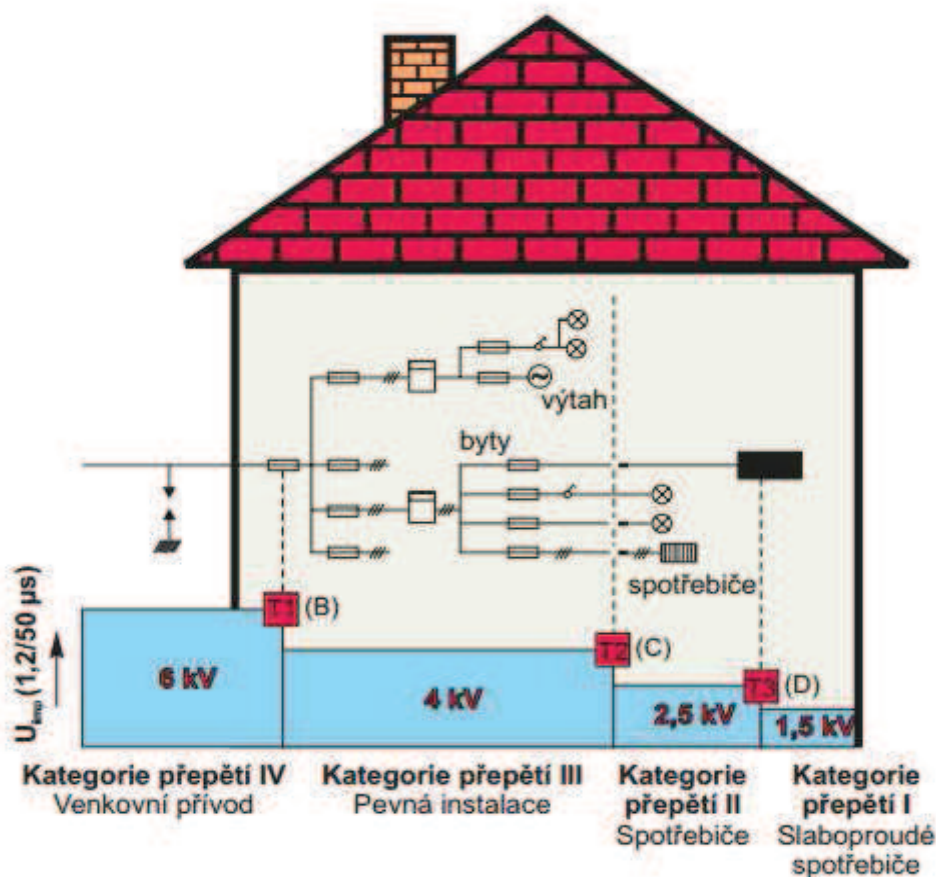 výtah
byty
spotřebiče
T1 (B)
T2 (C)
T3 (D)
U imp (1,2/50 µs)
6 kV
4 kV
2,5 kV
1,5 kV
Kategorie přepětí IV
Venkovní přívod
Kategorie přepětí III
Pevná instalace
Kategorie
přepětí II
Spotřebiče
Kategorie
přepětí I
Slaboproudé
spotřebiče